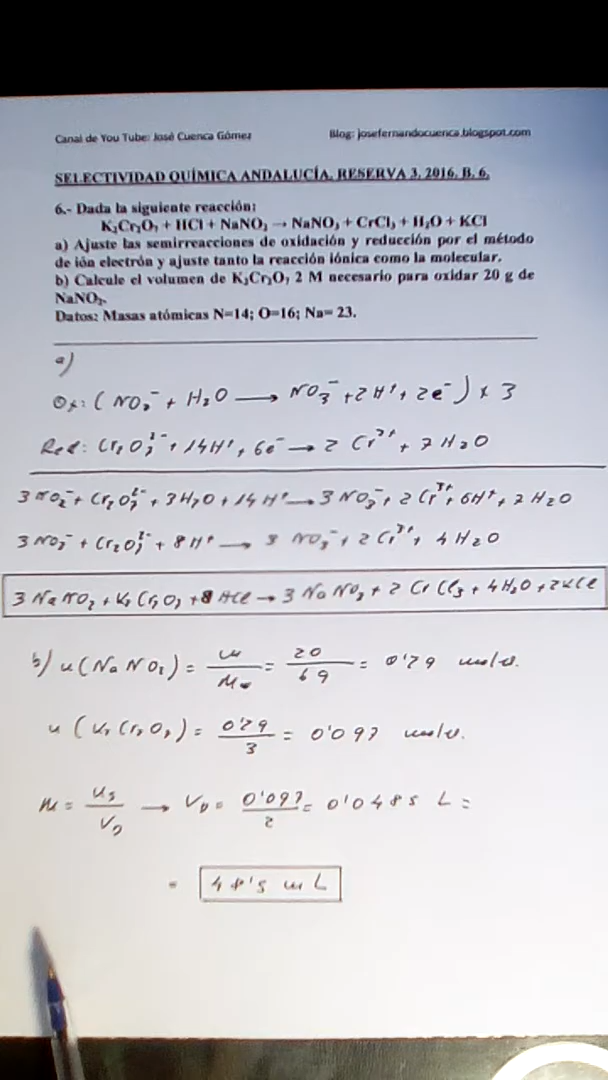 Canal de You Tube: José Cuenca Gómez Blog: josefernandocuenca.blogspot.com
SELECTIVIDAD QUÍMICA ANDALUCÍA. RESERVA 3. 2016. B. 6.
6.- Dada la siguiente reacción:
K₂Cr₂O₇ + HCl + NaNO₂ → NaNO₃ + CrCl₃ + H₂O + KCl
a) Ajuste las semirreacciones de oxidación y reducción por el método
de ión electrón y ajuste tanto la reacción iónica como la molecular.
b) Calcule el volumen de K₂Cr₂O₇ 2 M necesario para oxidar 20 g de
NaNO₂.
Datos: Masas atómicas N=14; O=16; Na= 23.
a)
Ox: ( NO₂⁻ + H₂O → NO₃⁻ + 2H⁺ + 2e⁻ ) x 3
Red: Cr₂O₇²⁻ + 14H⁺ + 6e⁻ → 2 Cr³⁺ + 7 H₂O
3 NO₂⁻ + Cr₂O₇²⁻ + 3H₂O + 14 H⁺ → 3 NO₃⁻ + 2 Cr³⁺ + 6H⁺ + 7 H₂O
3 NO₂⁻ + Cr₂O₇²⁻ + 8H⁺ → 3 NO₃⁻ + 2 Cr³⁺ + 4 H₂O
3 NaNO₂ + K₂Cr₂O₇ + 8 HCl → 3 NaNO₃ + 2 CrCl₃ + 4H₂O + 2KCl
b) n(NaNO₂) = m/Mm = 20/69 = 0'29 moles.
n (K₂Cr₂O₇) = 0'29/3 = 0'097 moles.
M = ns/VD → VD = 0'097/2 = 0'0485 L =
= 48'5 mL